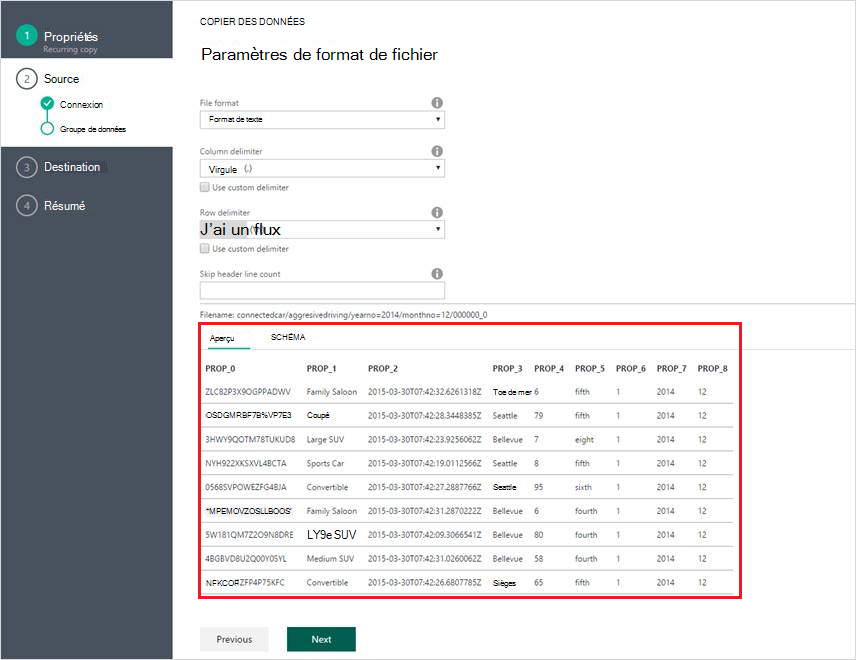 COPIER DES DONNÉES
1 Propriétés
Recurring copy
Paramètres de format de fichier
2 Source
Connexion
Groupe de données
3 Destination
4 Résumé
File format
Format de texte
Column delimiter
Virgule (,)
Use custom delimiter
Row delimiter
J'ai un flux
Use custom delimiter
Skip header line count
Filename: connectedcar/aggresivedriving/yearno=2014/monthno=12/000000_0
Aperçu SCHÉMA
PROP_0 PROP_1 PROP_2 PROP_3 PROP_4 PROP_5 PROP_6 PROP_7 PROP_8
ZLC82P3X9OGPPADWV Family Saloon 2015-03-30T07:42:32.6261318Z Toe de mer 6 fifth 1 2014 12
OSDGMRBF7B%VP7E3 Coupé 2015-03-30T07:42:28.3448385Z Seattle 79 fifth 1 2014 12
3HWY9QOTM78TUKUD8 Large SUV 2015-03-30T07:42:23.9256062Z Bellevue 7 eight 1 2014 12
NYH922XKSXVL4BCTA Sports Car 2015-03-30T07:42:19.0112566Z Seattle 8 fifth 1 2014 12
0568SVPOWEZFG4BJA Convertible 2015-03-30T07:42:27.2887766Z Seattle 95 sixth 1 2014 12
*MPEMOVZOSLLBOOS' Family Saloon 2015-03-30T07:42:31.2870222Z Bellevue 6 fourth 1 2014 12
5W181QM7Z2O9N8DRE LY9e SUV 2015-03-30T07:42:09.3066541Z Bellevue 80 fourth 1 2014 12
4BGBVD8U2Q00Y0SYL Medium SUV 2015-03-30T07:42:31.0260062Z Bellevue 58 fourth 1 2014 12
NFKCORZFP4P75KFC Convertible 2015-03-30T07:42:26.6807785Z Sièges 65 fifth 1 2014 12
Previous Next